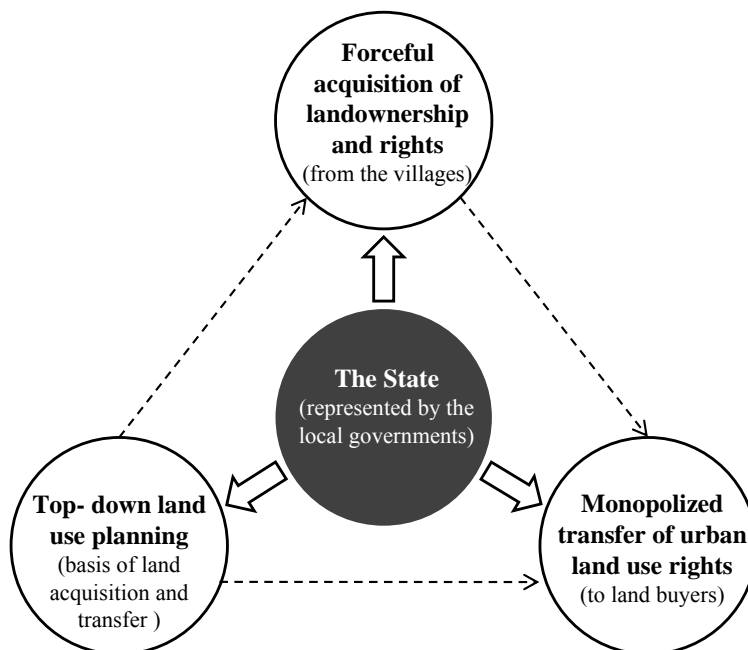 Forceful
acquisition of
landownership
and rights
(from the villages)
The State
(represented by the
local governments)
Top- down land
use planning
(basis of land
acquisition and
transfer )
Monopolized
transfer of urban
land use rights
(to land buyers)